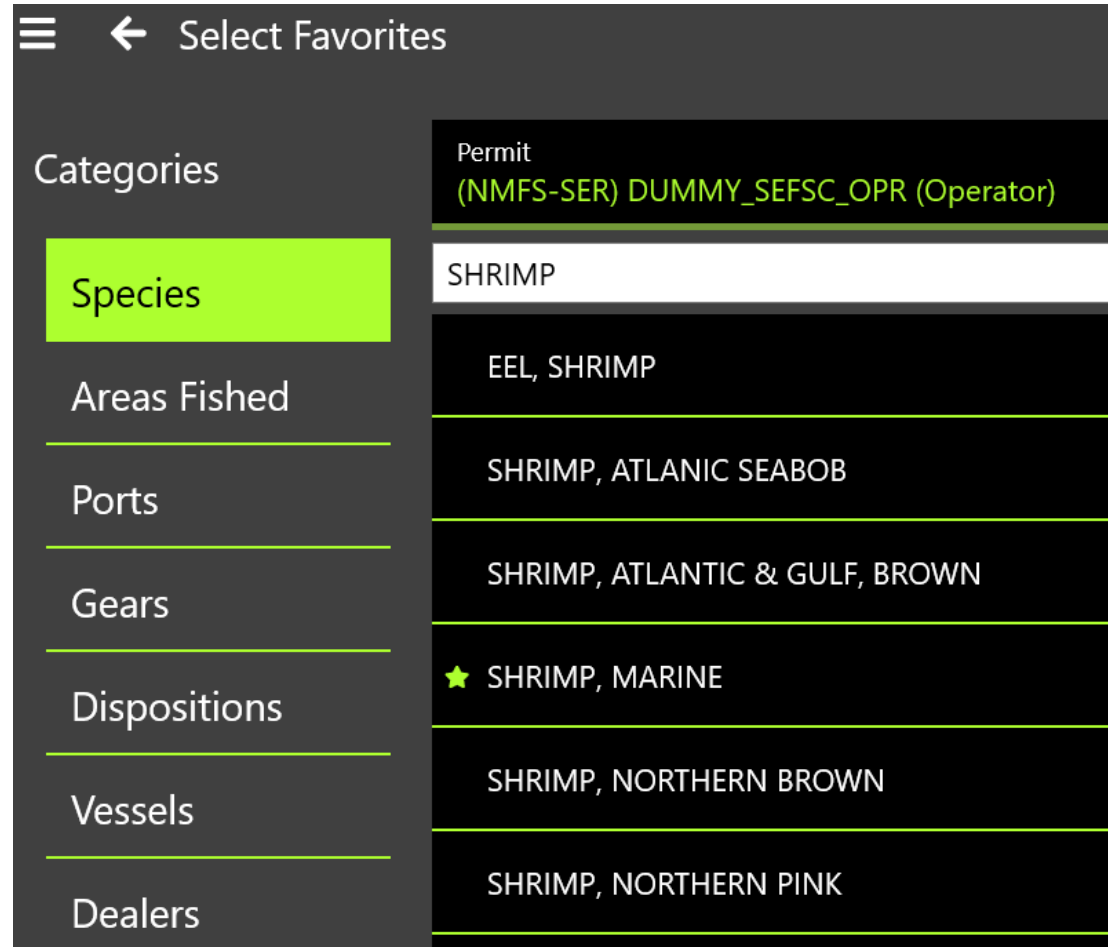 Select Favorites
Categories
Species
Areas Fished
Ports
Gears
Dispositions
Vessels
Dealers
Permit
(NMFS-SER) DUMMY_SEFSC_OPR (Operator)
SHRIMP
EEL, SHRIMP
SHRIMP, ATLANIC SEABOB
SHRIMP, ATLANTIC & GULF, BROWN
SHRIMP, MARINE
SHRIMP, NORTHERN BROWN
SHRIMP, NORTHERN PINK